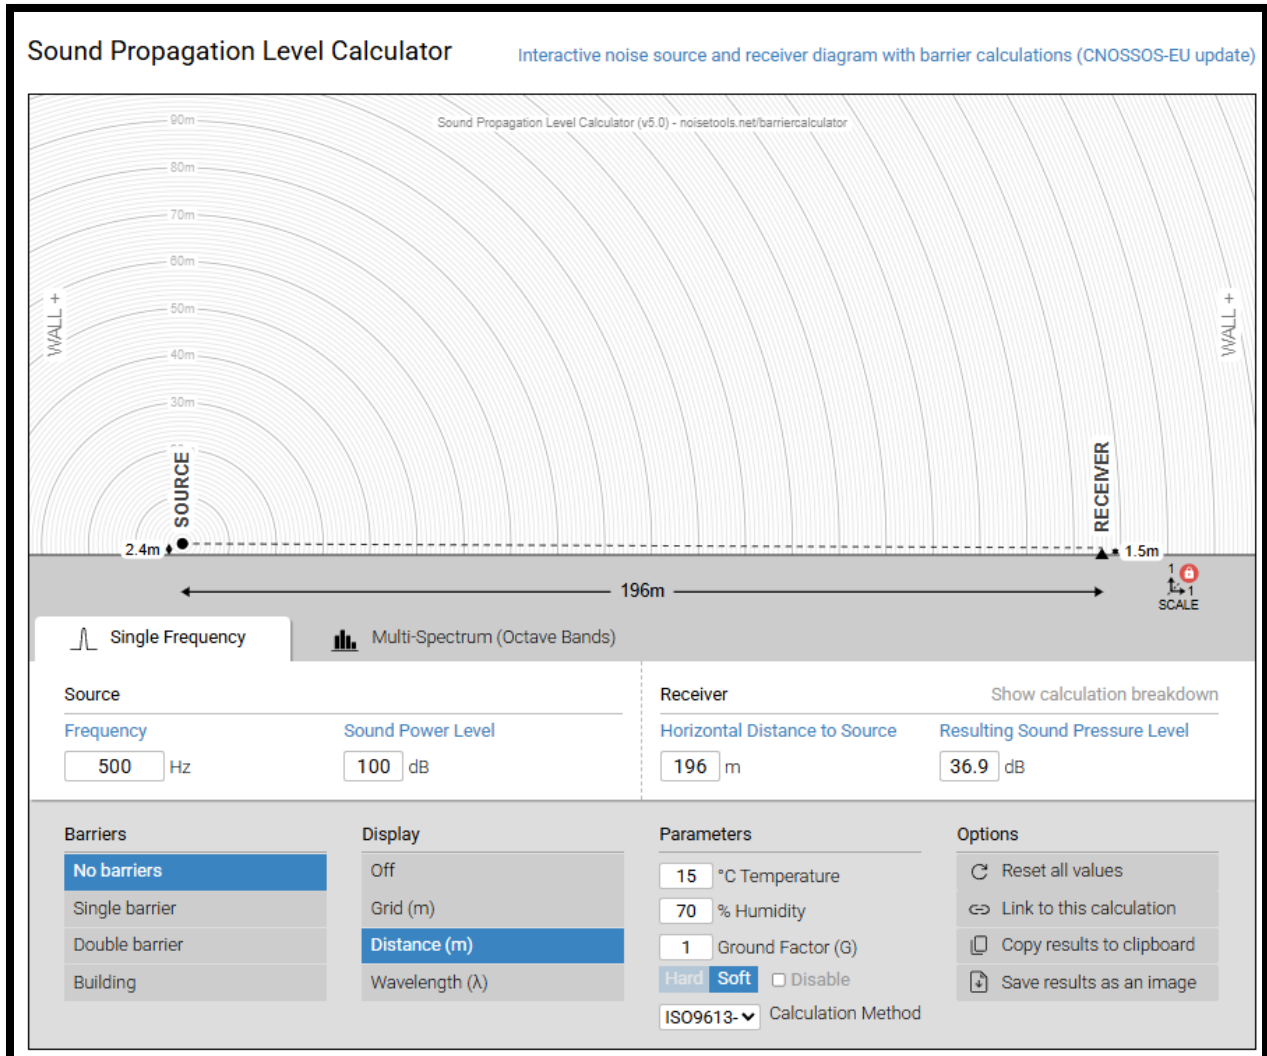 Sound Propagation Level Calculator
Interactive noise source and receiver diagram with barrier calculations (CNOSSOS-EU update)
Sound Propagation Level Calculator (v5.0) - noisetools.net/barriercalculator
90m
80m
70m
60m
50m
40m
30m
WALL +
WALL +
SOURCE
RECEIVER
2.4m
1.5m
196m
1
1
SCALE
Single Frequency
Multi-Spectrum (Octave Bands)
Source
Receiver
Show calculation breakdown
Frequency
Sound Power Level
Horizontal Distance to Source
Resulting Sound Pressure Level
500 Hz
100 dB
196 m
36.9 dB
Barriers
No barriers
Single barrier
Double barrier
Building
Display
Off
Grid (m)
Distance (m)
Wavelength (λ)
Parameters
15 °C Temperature
70 % Humidity
1 Ground Factor (G)
Hard Soft Disable
ISO9613- Calculation Method
Options
Reset all values
Link to this calculation
Copy results to clipboard
Save results as an image